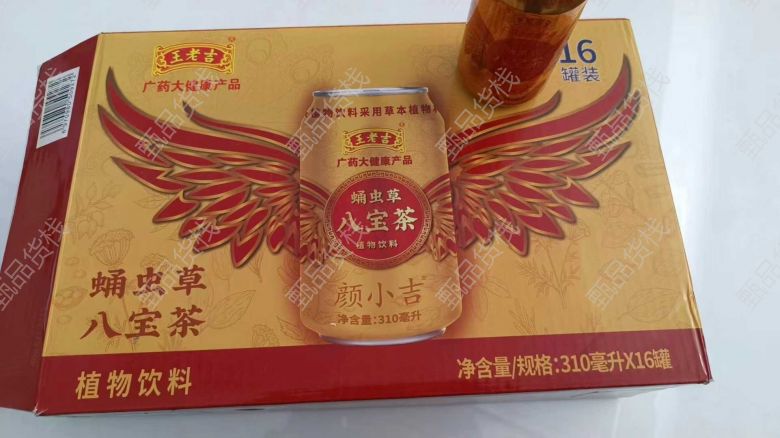 王老吉
广药大健康产品
16
罐装
植物饮料采用草本植物
王老吉
广药大健康产品
蛹虫草
八宝茶
植物饮料
颜小吉
净含量:310毫升
蛹虫草
八宝茶
植物饮料
净含量/规格:310毫升X16罐
甄品货栈